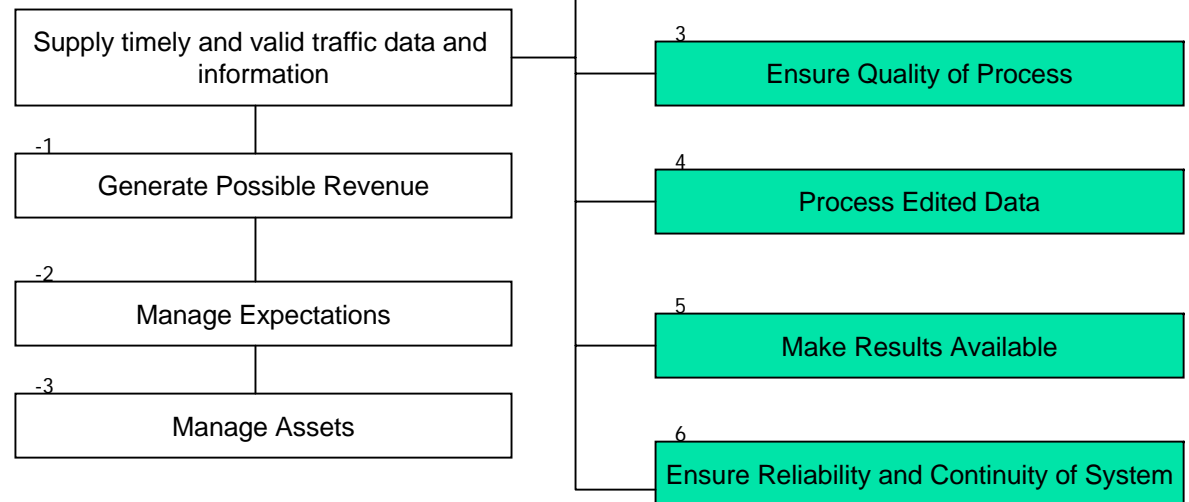 Supply timely and valid traffic data and
information
-1
Generate Possible Revenue
-2
Manage Expectations
-3
Manage Assets
3
Ensure Quality of Process
4
Process Edited Data
5
Make Results Available
6
Ensure Reliability and Continuity of System